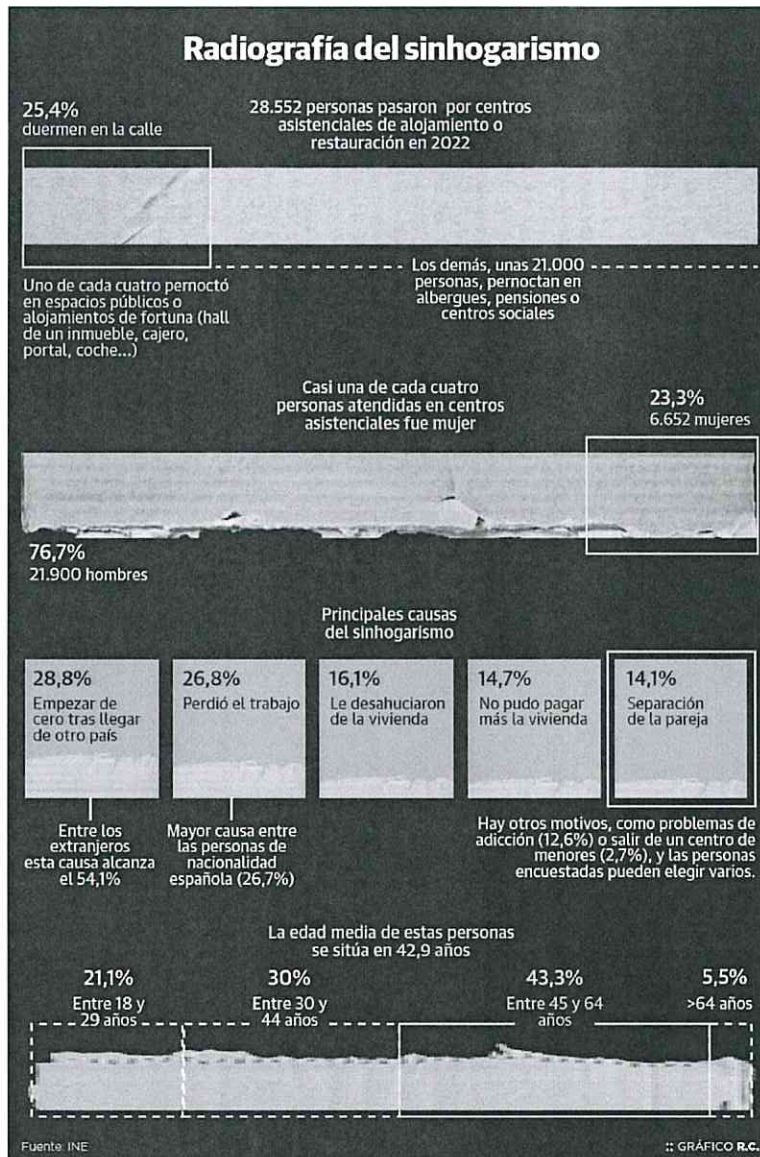 Radiografía del sinhogarismo
25,4%
duermen en la calle
28.552 personas pasaron por centros
asistenciales de alojamiento o
restauración en 2022
Uno de cada cuatro pernoctó
en espacios públicos o
alojamientos de fortuna (hall
de un inmueble, cajero,
portal, coche...)
Los demás, unas 21.000
personas, pernoctan en
albergues, pensiones o
centros sociales
Casi una de cada cuatro
personas atendidas en centros
asistenciales fue mujer
23,3%
6.652 mujeres
76,7%
21.900 hombres
Principales causas
del sinhogarismo
28,8%
Empezar de
cero tras llegar
de otro país
26,8%
Perdió el trabajo
16,1%
Le desahuciaron
de la vivienda
14,7%
No pudo pagar
más la vivienda
14,1%
Separación
de la pareja
Entre los
extranjeros
esta causa alcanza
el 54,1%
Mayor causa entre
las personas de
nacionalidad
española (26,7%)
Hay otros motivos, como problemas de
adicción (12,6%) o salir de un centro de
menores (2,7%), y las personas
encuestadas pueden elegir varios.
La edad media de estas personas
se sitúa en 42,9 años
21,1%
Entre 18 y
29 años
30%
Entre 30 y
44 años
43,3%
Entre 45 y 64
años
5,5%
>64 años
Fuente: INE
:: GRÁFICO R.C.